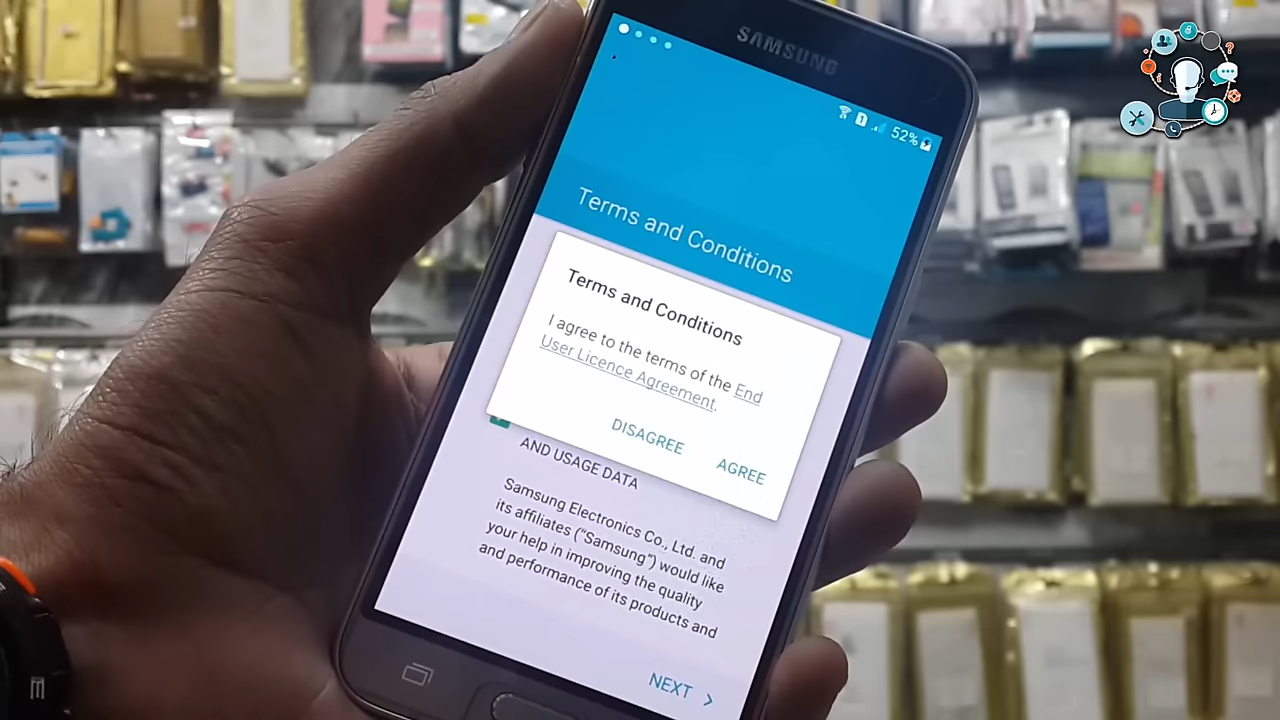 SAMSUNG
52%
Terms and Conditions
Terms and Conditions
I agree to the terms of the End
User Licence Agreement.
DISAGREE
AGREE
AND USAGE DATA
Samsung Electronics Co., Ltd. and
its affiliates ("Samsung") would like
your help in improving the quality
and performance of its products and
NEXT